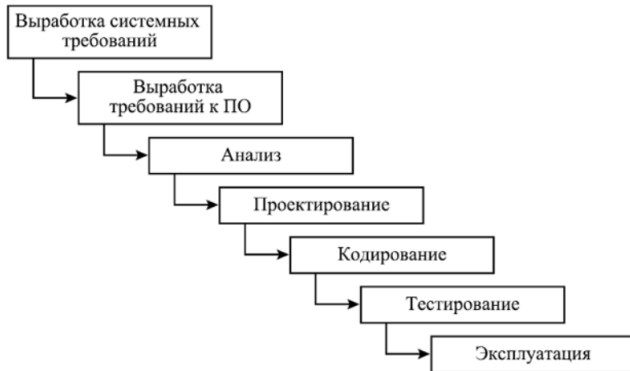 Выработка системных
требований
Выработка
требований к ПО
Анализ
Проектирование
Кодирование
Тестирование
Эксплуатация